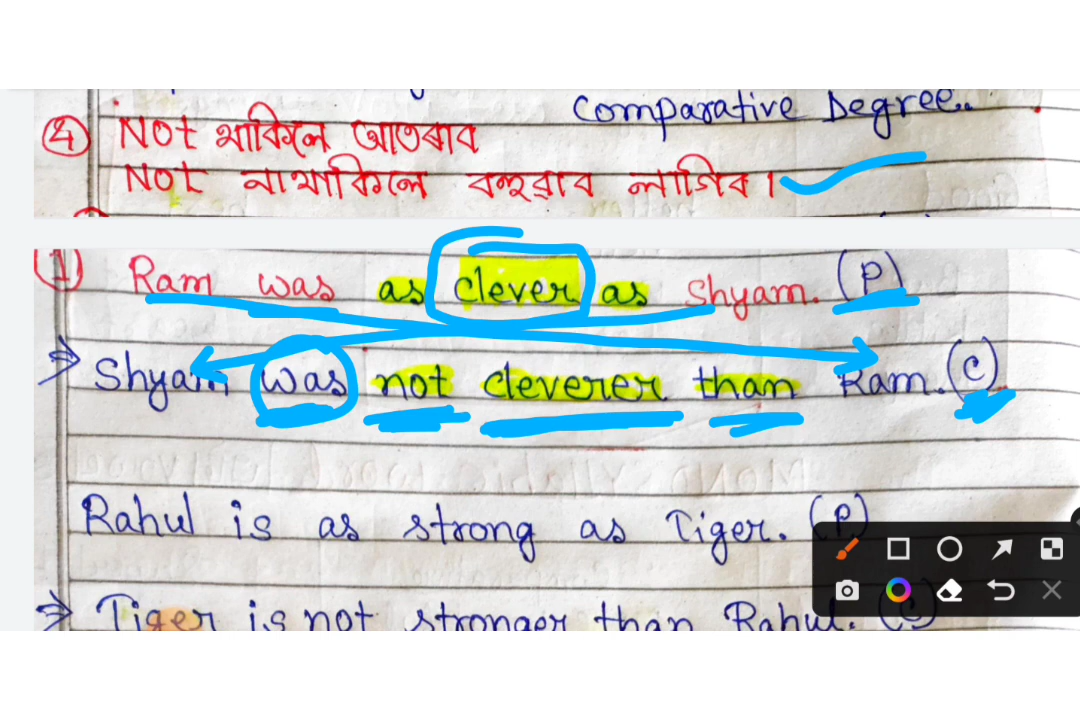 Comparative Degree.
④ Not থাকিলে আতৰাব
Not না থাকিলে বহুৱাব লাগিব।
① Ram was as clever as Shyam. (P)
⇒ Shyam was not cleverer than Ram. (C)
Rahul is as strong as Tiger. (P)
⇒ Tiger is not stronger than Rahul. (C)